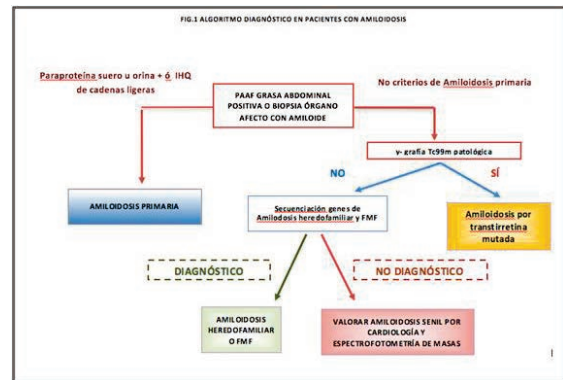 FIG.1 ALGORITMO DIAGNÓSTICO EN PACIENTES CON AMILOIDOSIS
Paraproteína suero u orina + ó IHQ
de cadenas ligeras
No criterios de Amiloidosis primaria
PAAF GRASA ABDOMINAL
POSITIVA O BIOPSIA ÓRGANO
AFECTO CON AMILOIDE
γ- grafía Tc99m patológica
NO
SÍ
AMILOIDOSIS PRIMARIA
Secuenciación genes de
Amilodosis heredofamiliar y FMF
Amiloidosis por
transtirretina
mutada
DIAGNÓSTICO
NO DIAGNÓSTICO
AMILOIDOSIS
HEREDOFAMILIAR
O FMF
VALORAR AMILOIDOSIS SENIL POR
CARDIOLOGÍA Y
ESPECTROFOTOMETRÍA DE MASAS